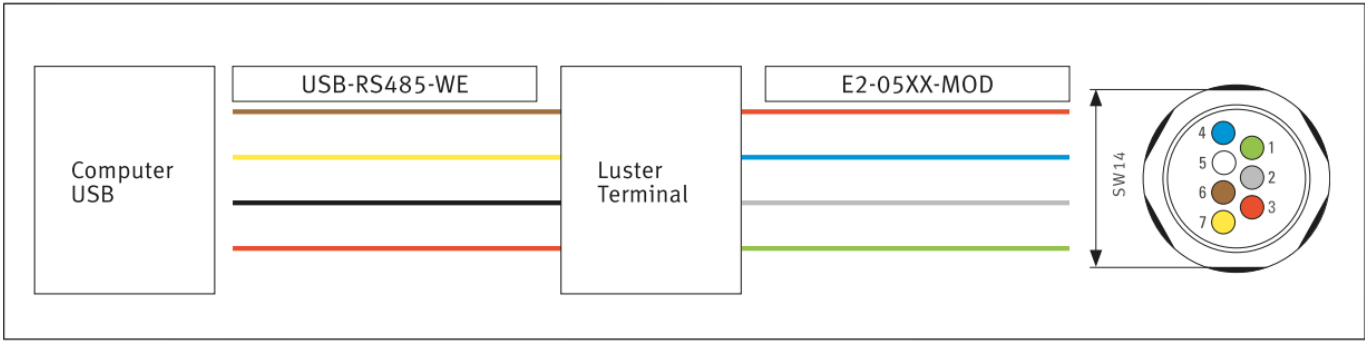 USB-RS485-WE
E2-05XX-MOD
Computer
USB
Luster
Terminal
SW14
4
1
5
2
6
3
7